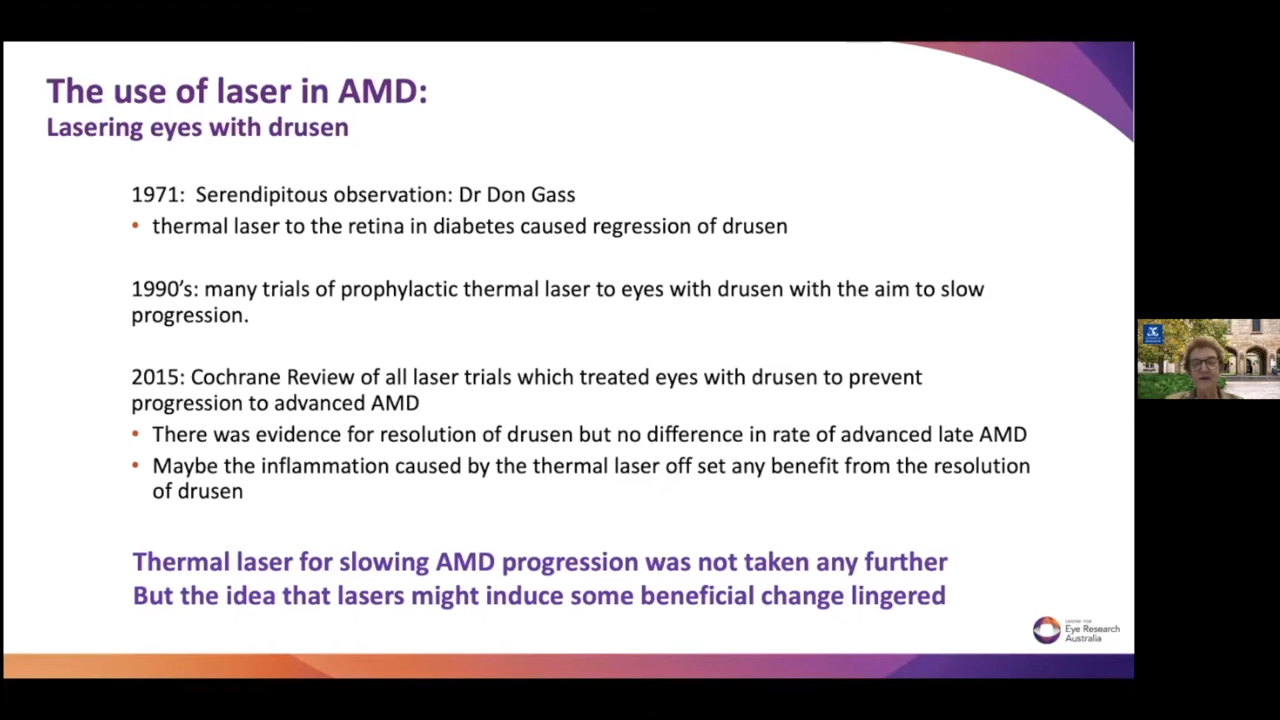 The use of laser in AMD:
Lasering eyes with drusen
1971: Serendipitous observation: Dr Don Gass
• thermal laser to the retina in diabetes caused regression of drusen
1990's: many trials of prophylactic thermal laser to eyes with drusen with the aim to slow
progression.
2015: Cochrane Review of all laser trials which treated eyes with drusen to prevent
progression to advanced AMD
• There was evidence for resolution of drusen but no difference in rate of advanced late AMD
• Maybe the inflammation caused by the thermal laser off set any benefit from the resolution
of drusen
Thermal laser for slowing AMD progression was not taken any further
But the idea that lasers might induce some beneficial change lingered
CENTRE FOR
Eye Research
Australia